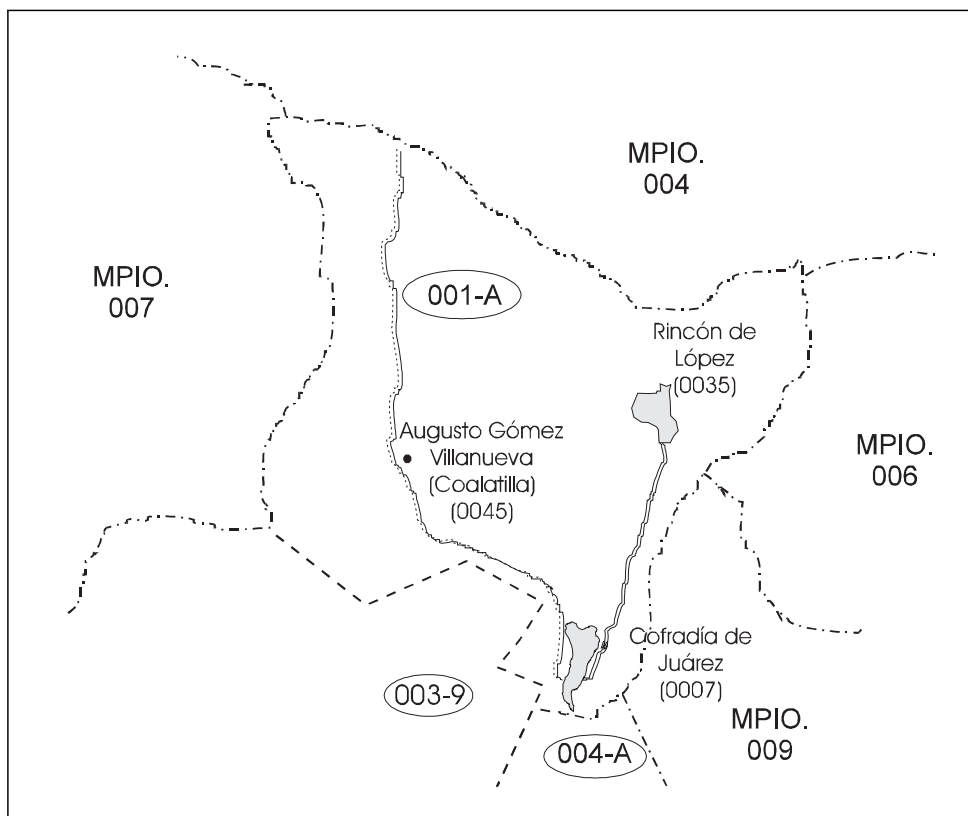 MPIO.
004
MPIO.
007
001-A
Rincón de
López
(0035)
Augusto Gómez
Villanueva
(Coalatilla)
(0045)
MPIO.
006
Cofradía de
Juárez
(0007)
003-9
MPIO.
009
004-A